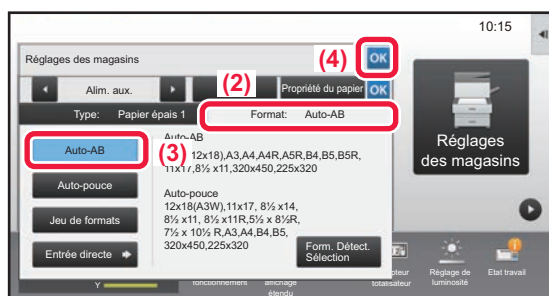 10:15
Réglages des magasins
(4)
OK
Alim. aux.
(2)
Propriété du papier
OK
Type: Papier épais 1
Format: Auto-AB
Auto-AB
(3)
Auto-AB
12x18),A3,A4,A4R,A5R,B4,B5,B5R,
11x17,8½ x11,320x450,225x320
Auto-pouce
Auto-pouce
12x18(A3W),11x17, 8½ x14,
8½ x11, 8½ x11R,5½ x 8½R,
7½ x 10½ R,A3,A4,B4,B5,
320x450,225x320
Jeu de formats
Entrée directe
Form. Détect.
Sélection
Réglages
des magasins
Y
fonctionnement
affichage
étendu
totalisateur
Réglage de
luminosité
Etat travail